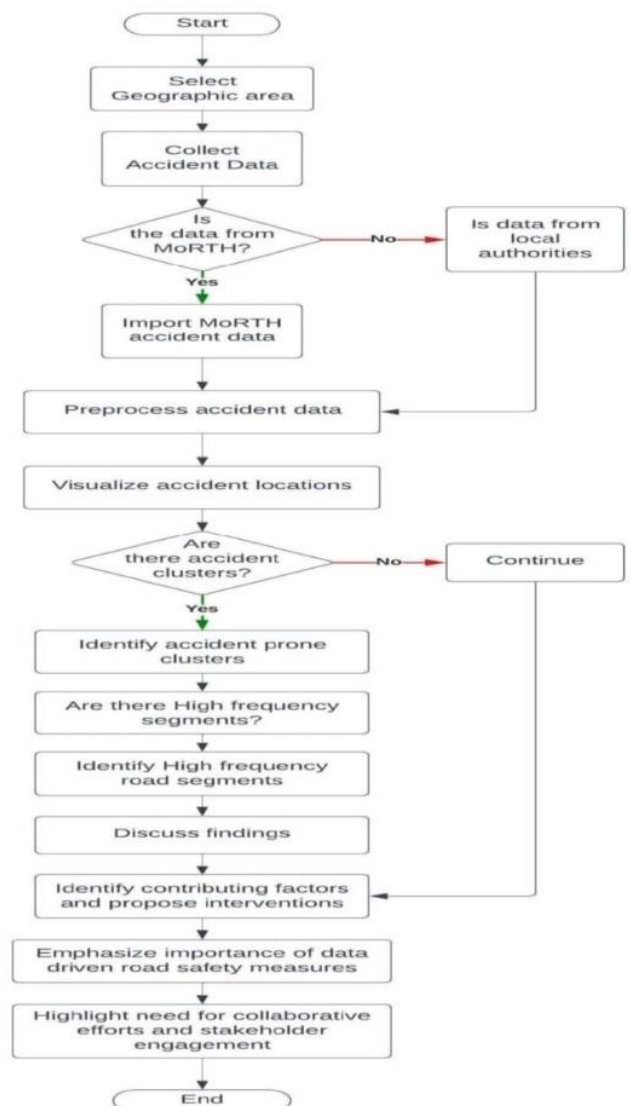 Start
Select
Geographic area
Collect
Accident Data
Is
the data from
MoRTH?
No
Is data from
local
authorities
Yes
Import MoRTH
accident data
Preprocess accident data
Visualize accident locations
Are
there accident
clusters?
No
Continue
Yes
Identify accident prone
clusters
Are there High frequency
segments?
Identify High frequency
road segments
Discuss findings
Identify contributing factors
and propose interventions
Emphasize importance of data
driven road safety measures
Highlight need for collaborative
efforts and stakeholder
engagement
End